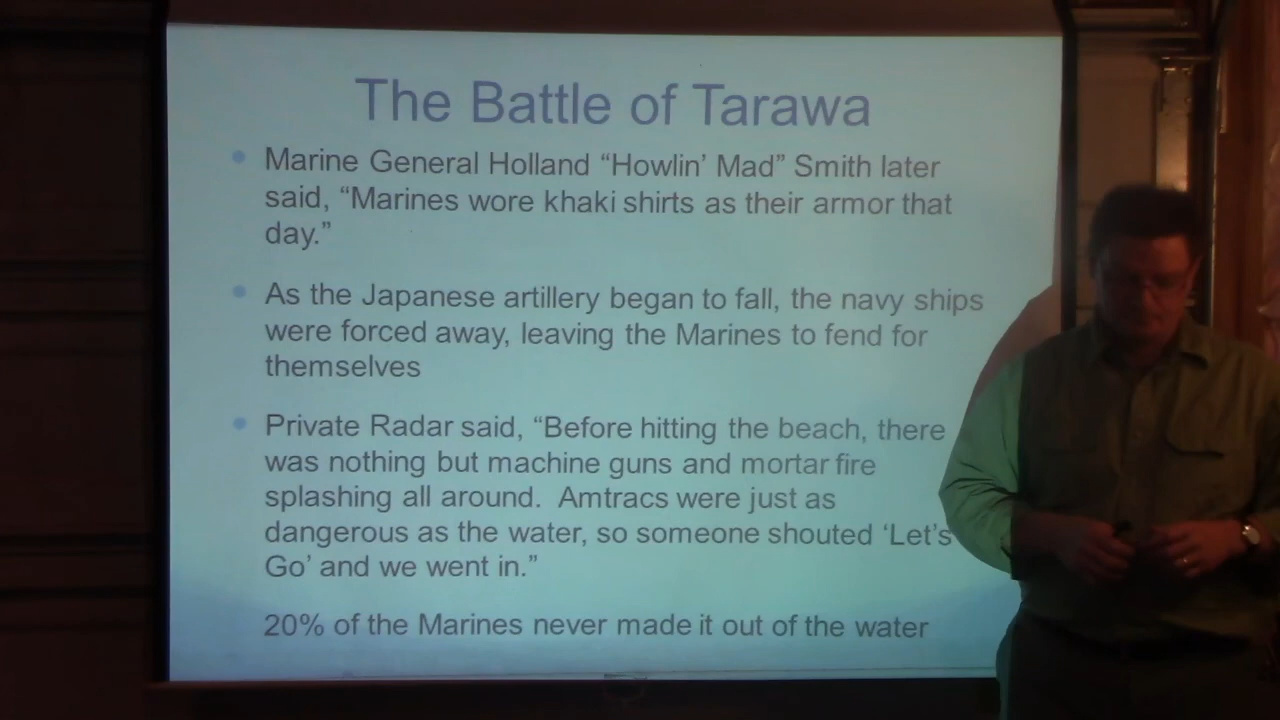 The Battle of Tarawa
Marine General Holland “Howlin’ Mad” Smith later
said, “Marines wore khaki shirts as their armor that
day.”
As the Japanese artillery began to fall, the navy ships
were forced away, leaving the Marines to fend for
themselves
Private Radar said, “Before hitting the beach, there
was nothing but machine guns and mortar fire
splashing all around.  Amtracs were just as
dangerous as the water, so someone shouted ‘Let’s
Go’ and we went in.”
20% of the Marines never made it out of the water